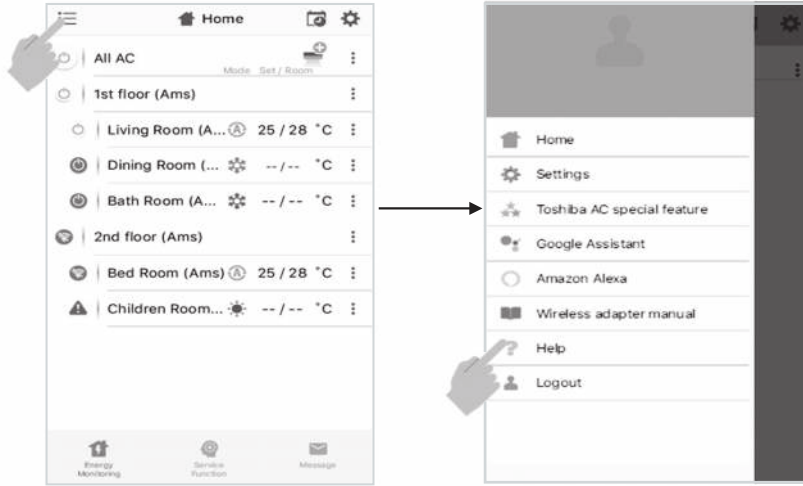 Home
All AC
Mode Set / Room
1st floor (Ams)
Living Room (A... A 25 / 28 °C
Dining Room (... -- / -- °C
Bath Room (A... -- / -- °C
2nd floor (Ams)
Bed Room (Ams) A 25 / 28 °C
Children Room... -- / -- °C
Energy
Monitoring
Service
Function
Message
Home
Settings
Toshiba AC special feature
Google Assistant
Amazon Alexa
Wireless adapter manual
Help
Logout